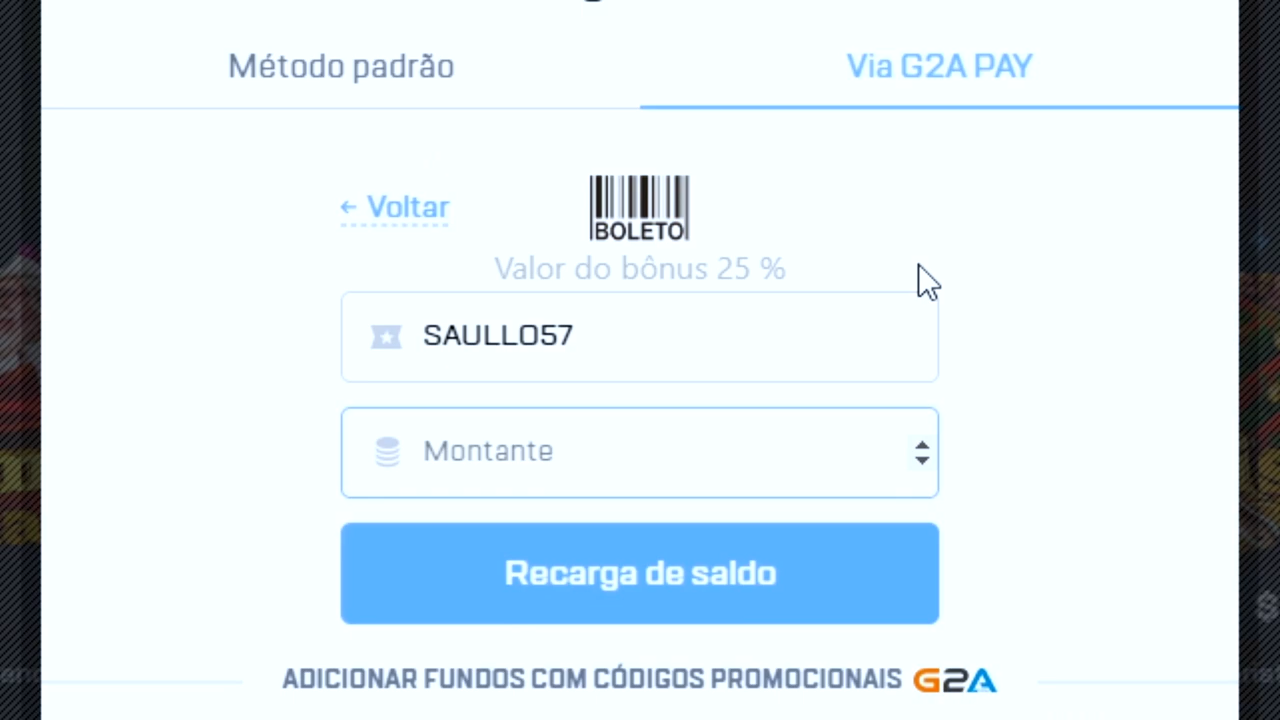 Método padrão
Via G2A PAY
← Voltar
BOLETO
Valor do bônus 25 %
SAULLO57
Montante
Recarga de saldo
ADICIONAR FUNDOS COM CÓDIGOS PROMOCIONAIS G2A